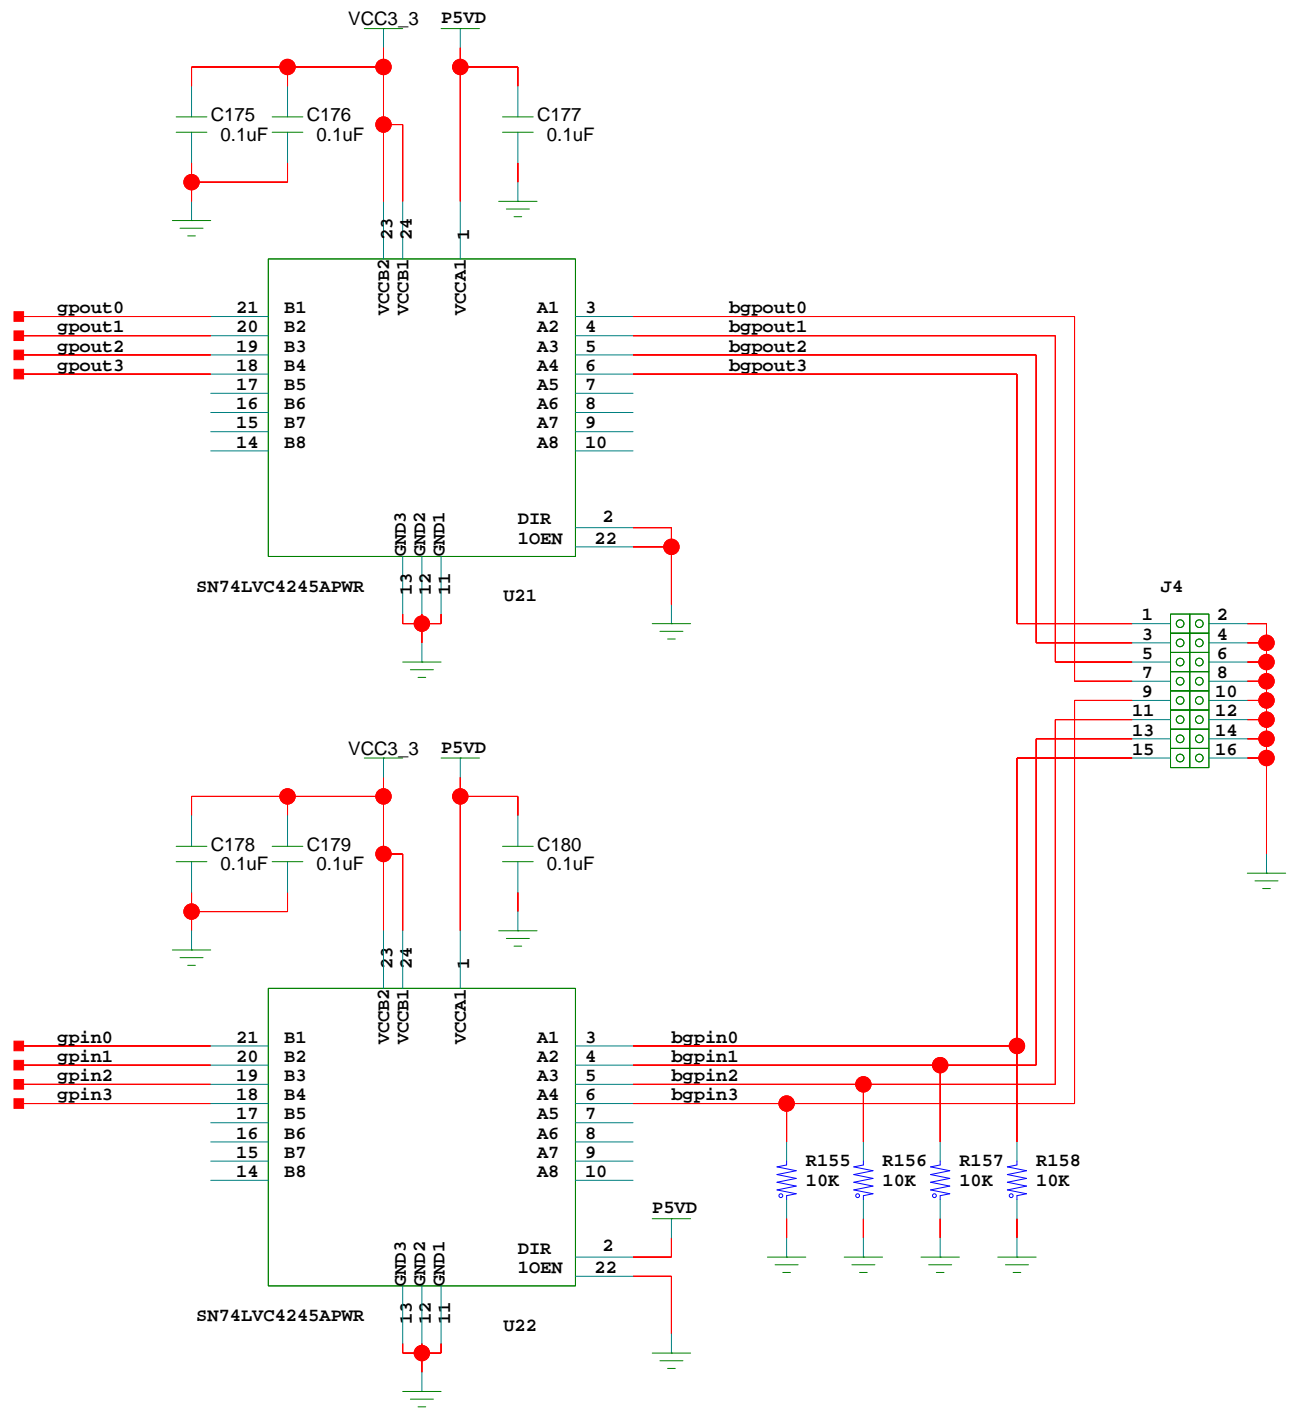 VCC3_3 P5VD
C175 C176 C177
0.1uF 0.1uF 0.1uF
23 24 1
VCCB2 VCCB1 VCCA1
gpout0 21 B1 A1 3 bgpout0
gpout1 20 B2 A2 4 bgpout1
gpout2 19 B3 A3 5 bgpout2
gpout3 18 B4 A4 6 bgpout3
17 B5 A5 7
16 B6 A6 8
15 B7 A7 9
14 B8 A8 10
GND3 GND2 GND1
DIR 2
1OEN 22
13 12 11
SN74LVC4245APWR U21
J4
1 2
3 4
5 6
7 8
9 10
11 12
13 14
15 16
VCC3_3 P5VD
C178 C179 C180
0.1uF 0.1uF 0.1uF
23 24 1
VCCB2 VCCB1 VCCA1
gpin0 21 B1 A1 3 bgpin0
gpin1 20 B2 A2 4 bgpin1
gpin2 19 B3 A3 5 bgpin2
gpin3 18 B4 A4 6 bgpin3
17 B5 A5 7
16 B6 A6 8
15 B7 A7 9
14 B8 A8 10
R155 R156 R157 R158
10K 10K 10K 10K
P5VD
GND3 GND2 GND1
DIR 2
1OEN 22
13 12 11
SN74LVC4245APWR U22